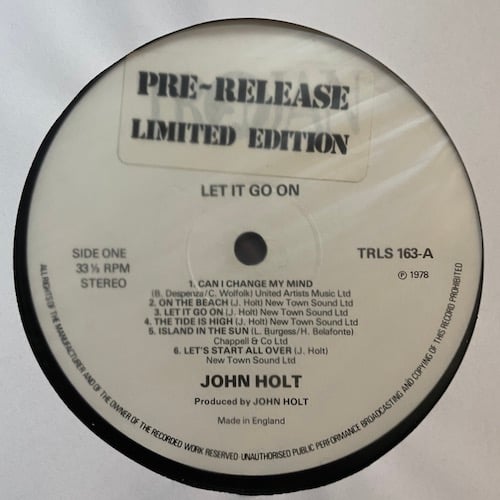 PRE-RELEASE
LIMITED EDITION
TROJAN
LET IT GO ON
SIDE ONE
33 ⅓ RPM
STEREO
TRLS 163-A
Ⓟ 1978
1. CAN I CHANGE MY MIND
(B. Despenza/C. Wolfolk) United Artists Music Ltd
2. ON THE BEACH (J. Holt) New Town Sound Ltd
3. LET IT GO ON (J. Holt) New Town Sound Ltd
4. THE TIDE IS HIGH (J. Holt) New Town Sound Ltd
5. ISLAND IN THE SUN (L. Burgess/H. Belafonte)
Chappell & Co Ltd
6. LET'S START ALL OVER (J. Holt)
New Town Sound Ltd
JOHN HOLT
Produced by JOHN HOLT
Made in England
ALL RIGHTS OF THE MANUFACTURER AND OF THE OWNER OF THE RECORDED WORK RESERVED UNAUTHORISED PUBLIC PERFORMANCE BROADCASTING AND COPYING OF THIS RECORD PROHIBITED